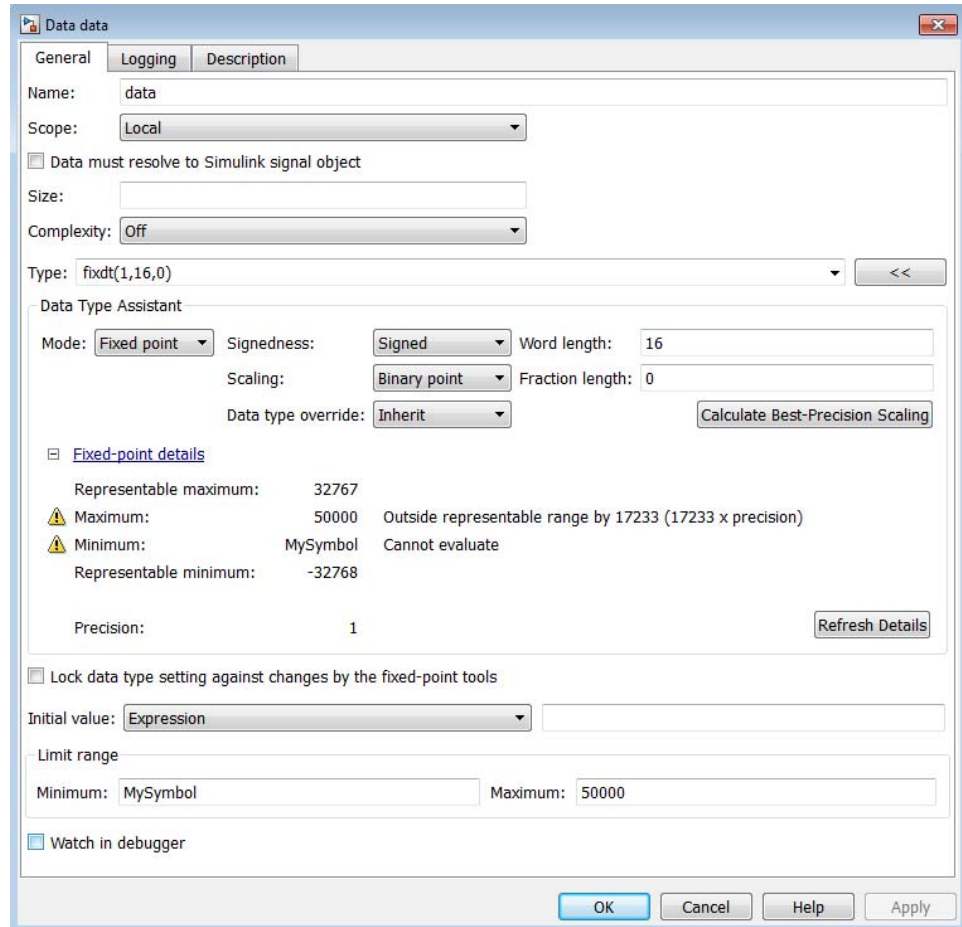 Data data
General Logging Description
Name: data
Scope: Local
Data must resolve to Simulink signal object
Size:
Complexity: Off
Type: fixdt(1,16,0) <<
Data Type Assistant
Mode: Fixed point Signedness: Signed Word length: 16
Scaling: Binary point Fraction length: 0
Data type override: Inherit Calculate Best-Precision Scaling
Fixed-point details
Representable maximum: 32767
Maximum: 50000 Outside representable range by 17233 (17233 x precision)
Minimum: MySymbol Cannot evaluate
Representable minimum: -32768
Precision: 1 Refresh Details
Lock data type setting against changes by the fixed-point tools
Initial value: Expression
Limit range
Minimum: MySymbol Maximum: 50000
Watch in debugger
OK Cancel Help Apply